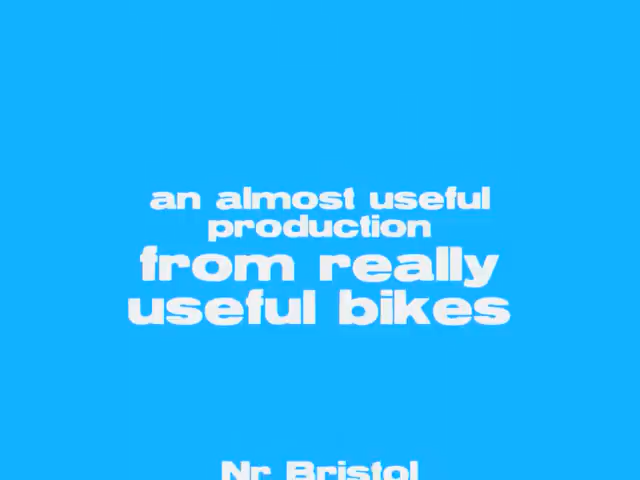 an almost useful
production
from really
useful bikes
Nr Bristol